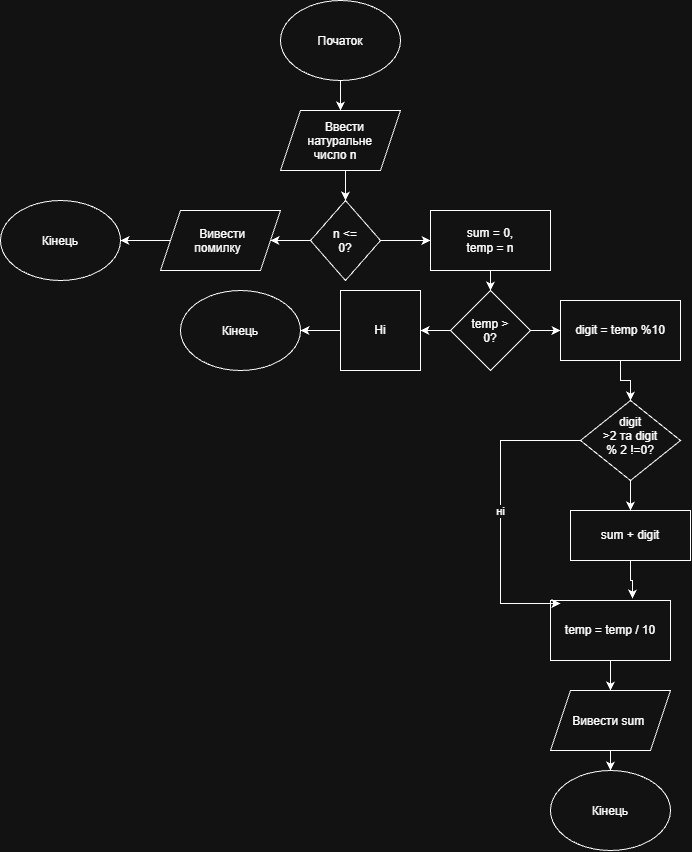 Початок
Ввести
натуральне
число n
n <=
0?
Вивести
помилку
Кінець
sum = 0,
temp = n
temp >
0?
Ні
Кінець
digit = temp %10
digit
>2 та digit
% 2 !=0?
ні
sum + digit
temp = temp / 10
Вивести sum
Кінець